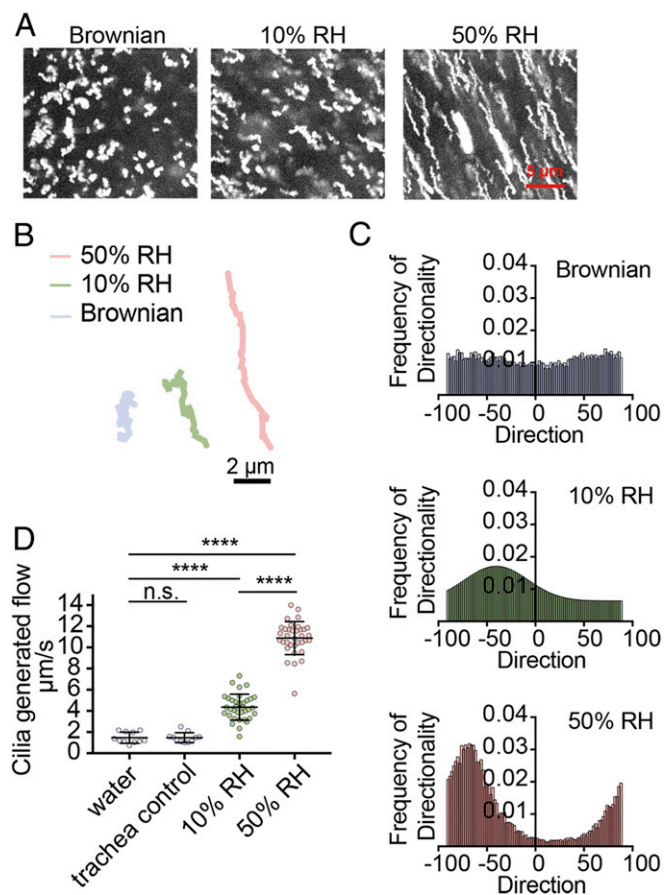 A
Brownian
10% RH
50% RH
5 µm
B
50% RH
10% RH
Brownian
2 µm
C
Brownian
Frequency of
Directionality
0.04
0.03
0.02
0.01
-100 -50 0 50 100
Direction
10% RH
Frequency of
Directionality
0.04
0.03
0.02
0.01
-100 -50 0 50 100
Direction
50% RH
Frequency of
Directionality
0.04
0.03
0.02
0.01
-100 -50 0 50 100
Direction
D
****
****
n.s.
****
Cilia generated flow
µm/s
14
12
10
8
6
4
2
0
water
trachea control
10% RH
50% RH